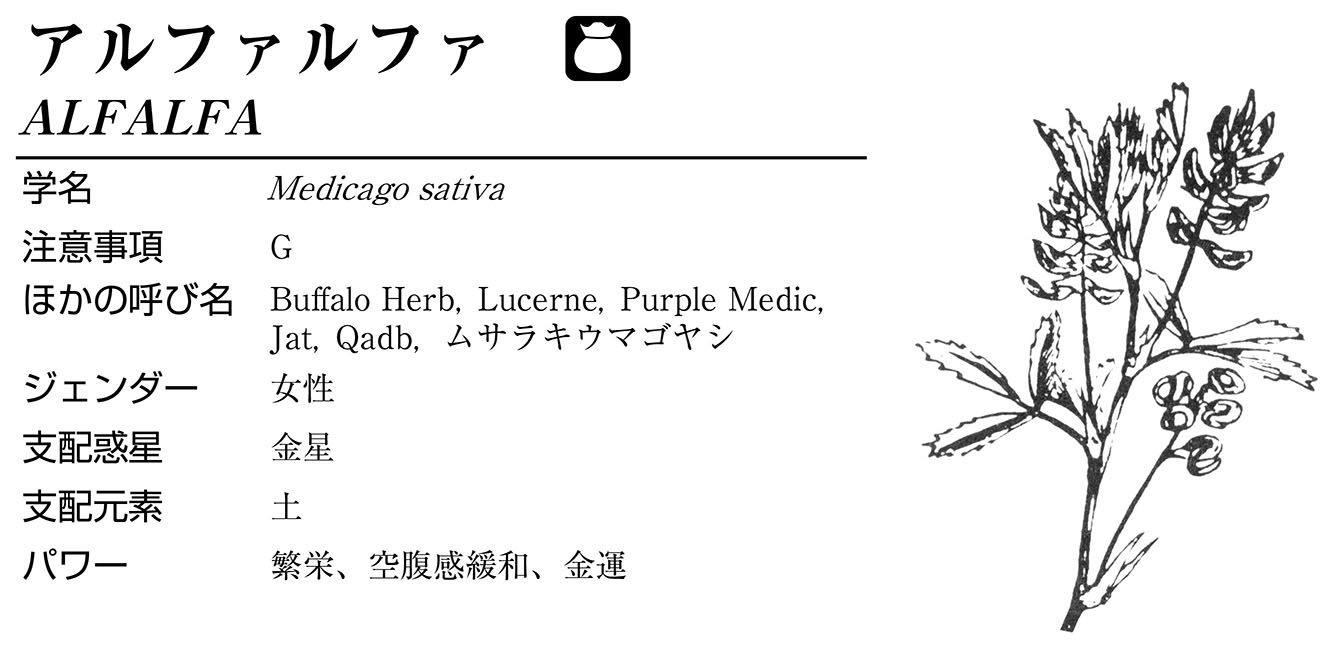 アルファルファ
ALFALFA
学名 Medicago sativa
注意事項 G
ほかの呼び名 Buffalo Herb, Lucerne, Purple Medic,
Jat, Qadb, ムサラキウマゴヤシ
ジェンダー 女性
支配惑星 金星
支配元素 土
パワー 繁栄、空腹感緩和、金運